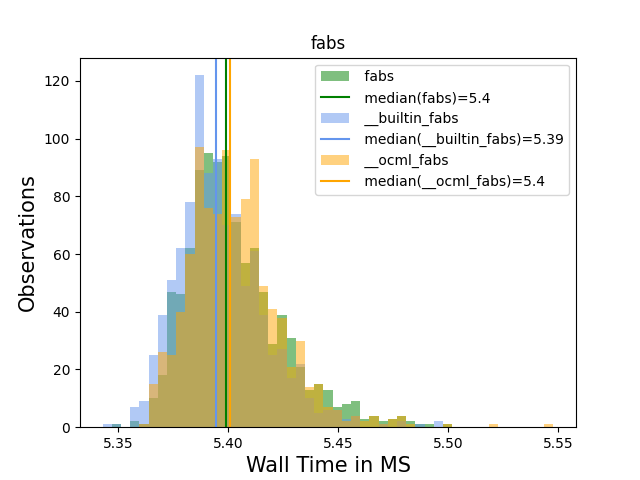 fabs
fabs
median(fabs)=5.4
__builtin_fabs
median(__builtin_fabs)=5.39
__ocml_fabs
median(__ocml_fabs)=5.4
Observations
120
100
80
60
40
20
0
5.35
5.40
5.45
5.50
5.55
Wall Time in MS